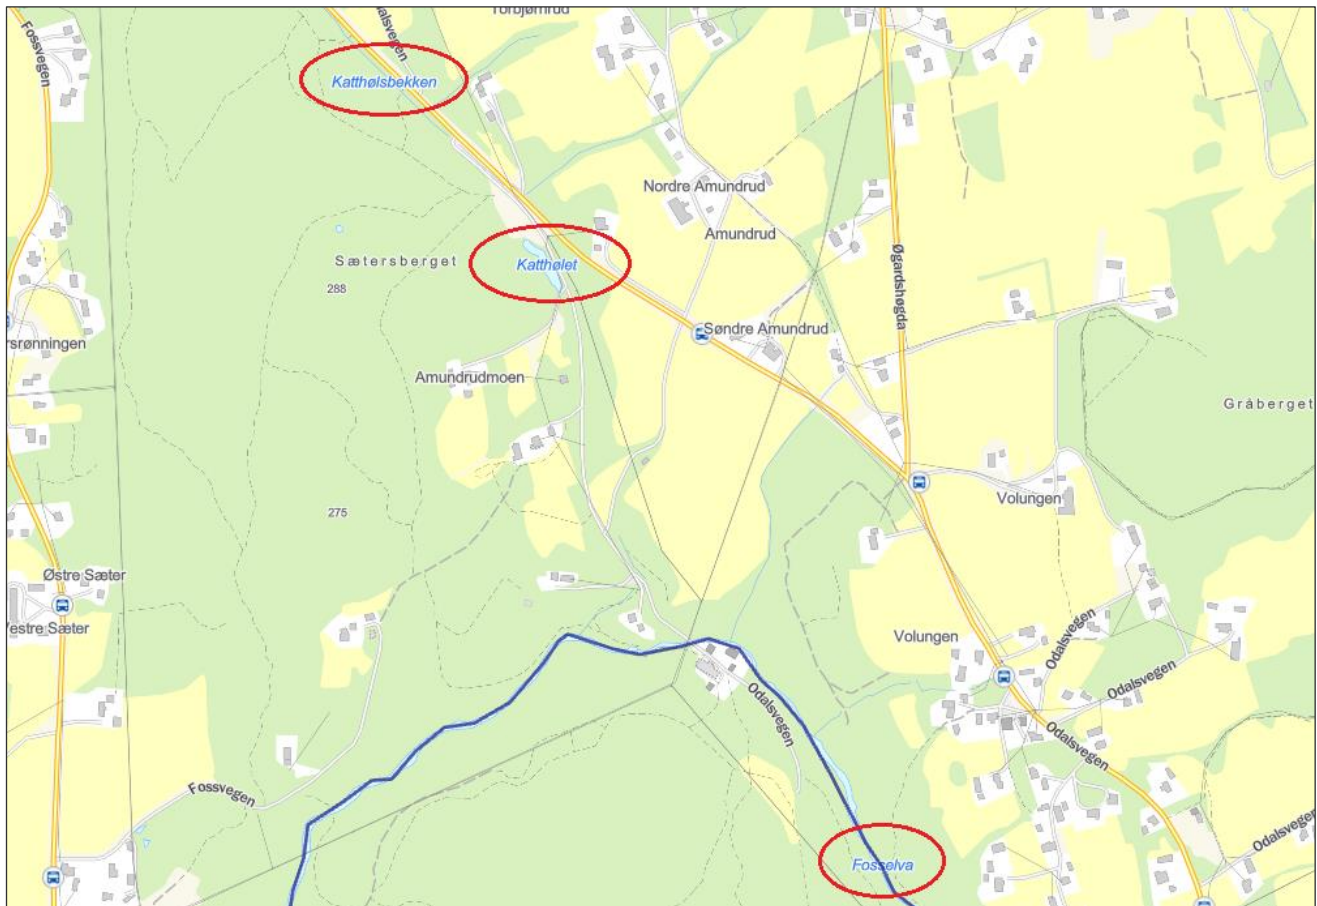 Torbjørnrud
Fossvegen
Katthølsbekken
Nordre Amundrud
Amundrud
Sætersberget
Katthølet
288
Øgardshøgda
Søndre Amundrud
rsrønningen
Amundrudmoen
Gråberget
Volungen
275
Østre Sæter
Vestre Sæter
Volungen
Odalsvegen
Odalsvegen
Odalsvegen
Odalsvegen
Fossvegen
Odalsvegen
Fosselva